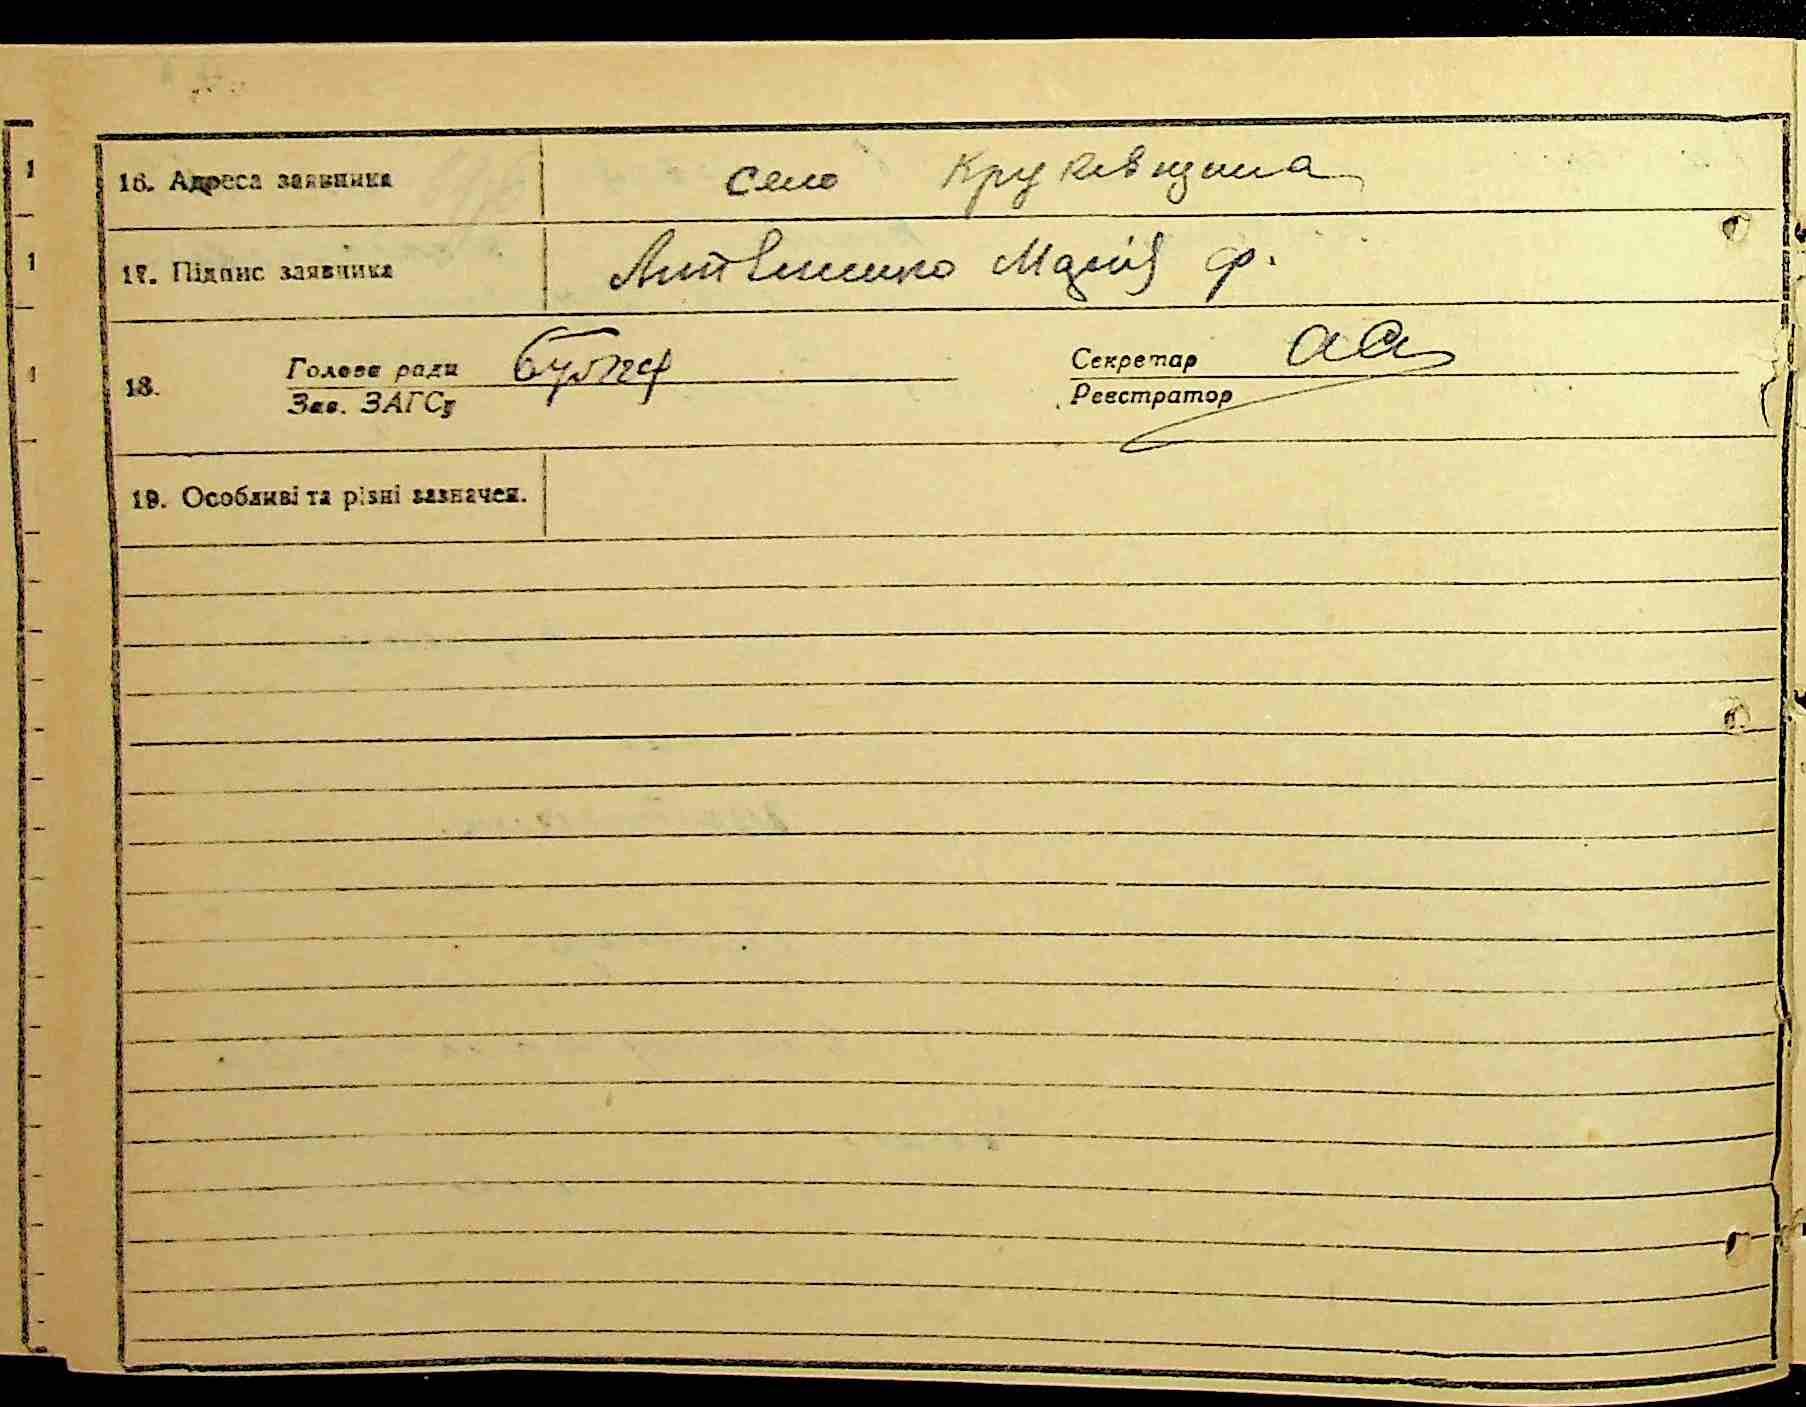 16. Адреса заявника село Круківщина
17. Підпис заявника Литвиненко Марія Ф.
18. Голова ради Секретар
Зав. ЗАГСу Реєстратор
19. Особливі та різні зазначен.